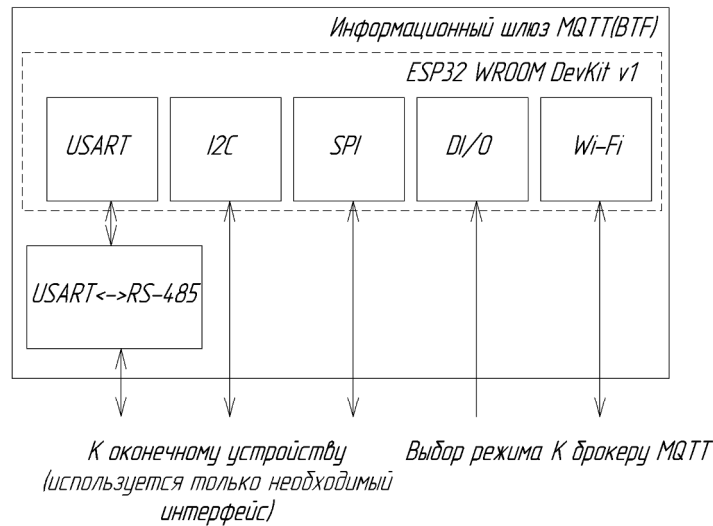 Информационный шлюз MQTT(BTF)
ESP32 WROOM DevKit v1
USART
I2C
SPI
DI/O
Wi-Fi
USART<->RS-485
К оконечному устройству
(используется только необходимый
интерфейс)
Выбор режима
К брокеру MQTT